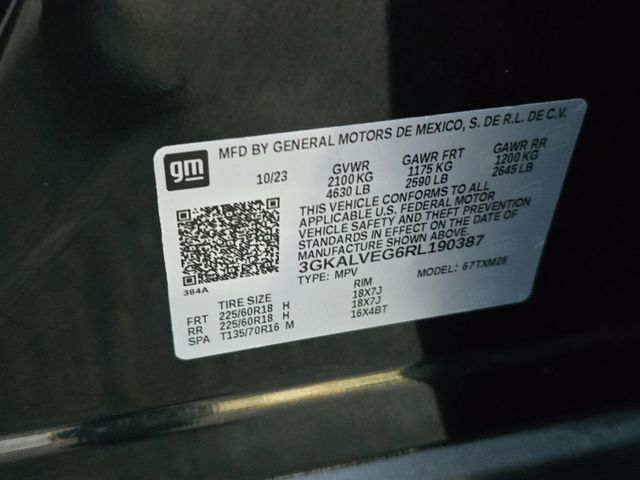 gm
MFD BY GENERAL MOTORS DE MEXICO, S. DE R.L. DE C.V.
10/23 GVWR GAWR FRT GAWR RR
2100 KG 1175 KG 1200 KG
4630 LB 2590 LB 2645 LB
THIS VEHICLE CONFORMS TO ALL
APPLICABLE U.S. FEDERAL MOTOR
VEHICLE SAFETY AND THEFT PREVENTION
STANDARDS IN EFFECT ON THE DATE OF
MANUFACTURE SHOWN ABOVE.
3GKALVEG6RL190387
384A
TYPE: MPV MODEL: 67TXM26
TIRE SIZE RIM
FRT 225/60R18 H 18X7J
RR 225/60R18 H 18X7J
SPA T135/70R16 M 16X4BT